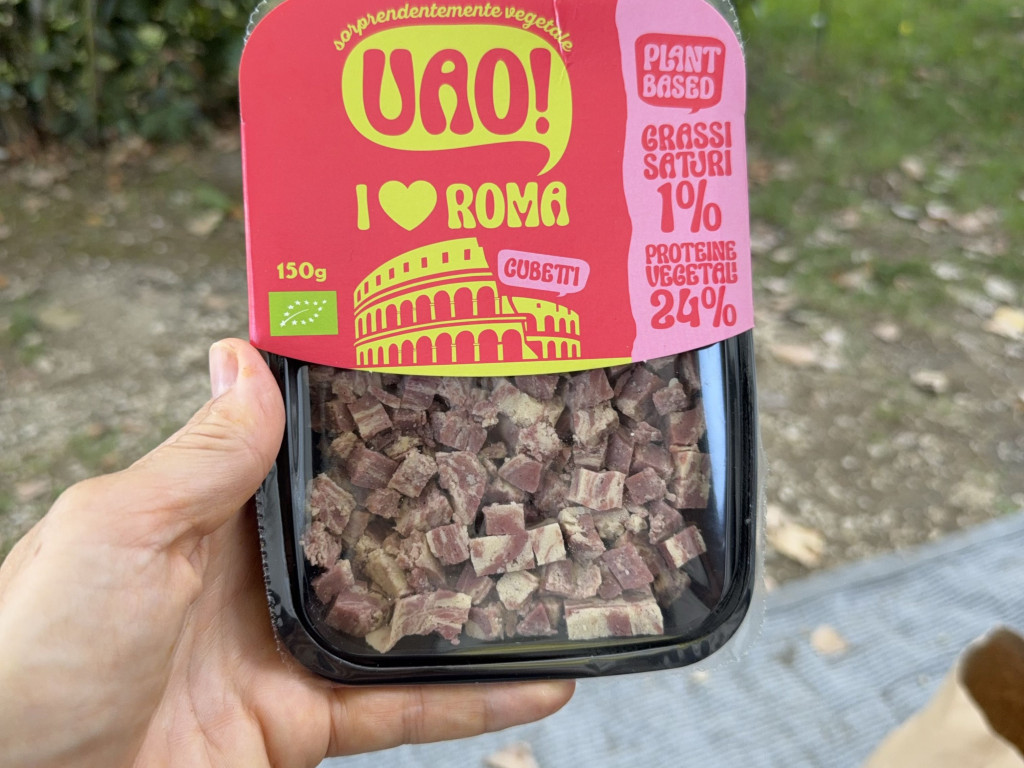 sorprendentemente vegetale
UAO!
I ROMA
CUBETTI
150g
PLANT
BASED
GRASSI
SATURI
1%
PROTEINE
VEGETALI
24%